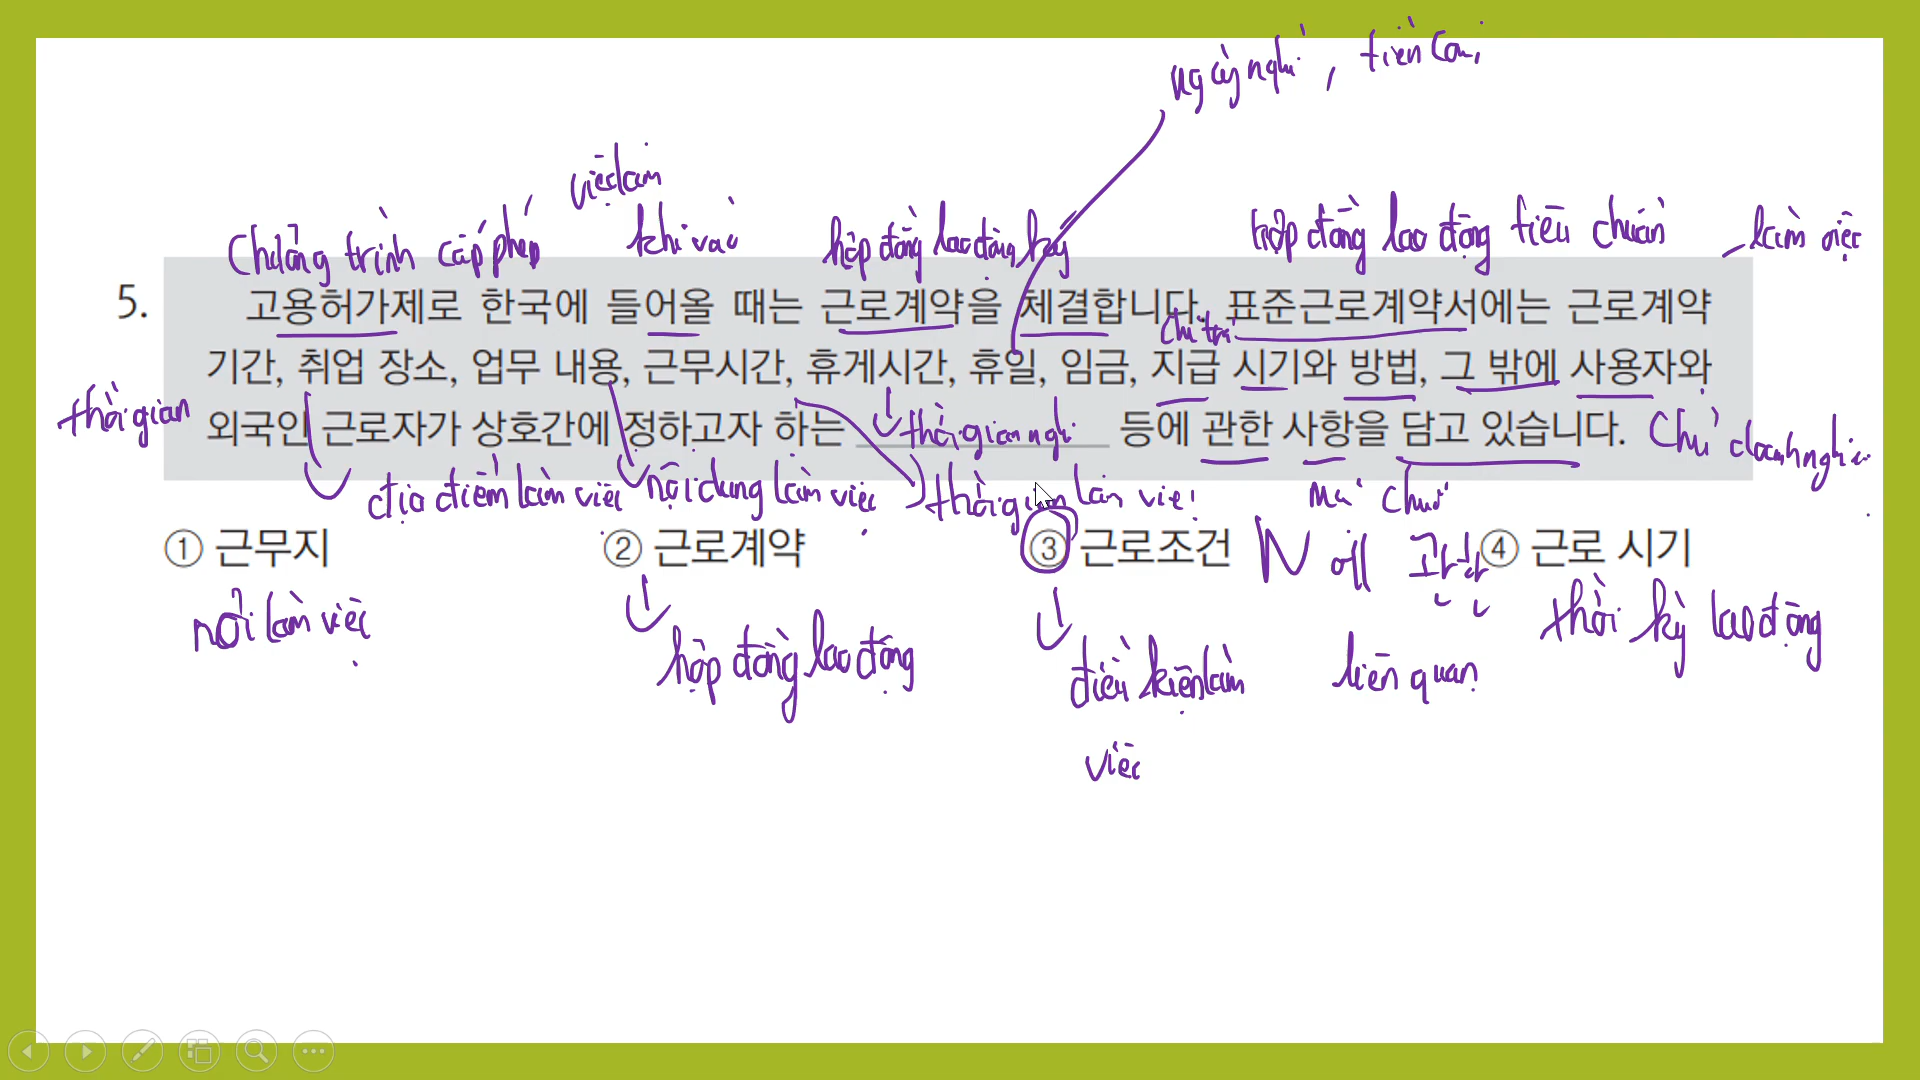 ngày nghỉ, tiền công
việc làm
Chương trình cấp phép khi vào hợp đồng lao động ký hợp đồng lao động tiêu chuẩn làm việc
5. 고용허가제로 한국에 들어올 때는 근로계약을 체결합니다. 표준근로계약서에는 근로계약
chi trả
기간, 취업 장소, 업무 내용, 근무시간, 휴게시간, 휴일, 임금, 지급 시기와 방법, 그 밖에 사용자와
thời gian
외국인 근로자가 상호간에 정하고자 하는 ________ 등에 관한 사항을 담고 있습니다.
thời gian nghỉ
Chủ doanh nghiệp
địa điểm làm việc nội dung làm việc thời gian làm việc chứa
① 근무지 ② 근로계약 ③ 근로조건 N 에 관한 ④ 근로 시기
nơi làm việc hợp đồng lao động điều kiện làm việc liên quan thời kỳ lao động